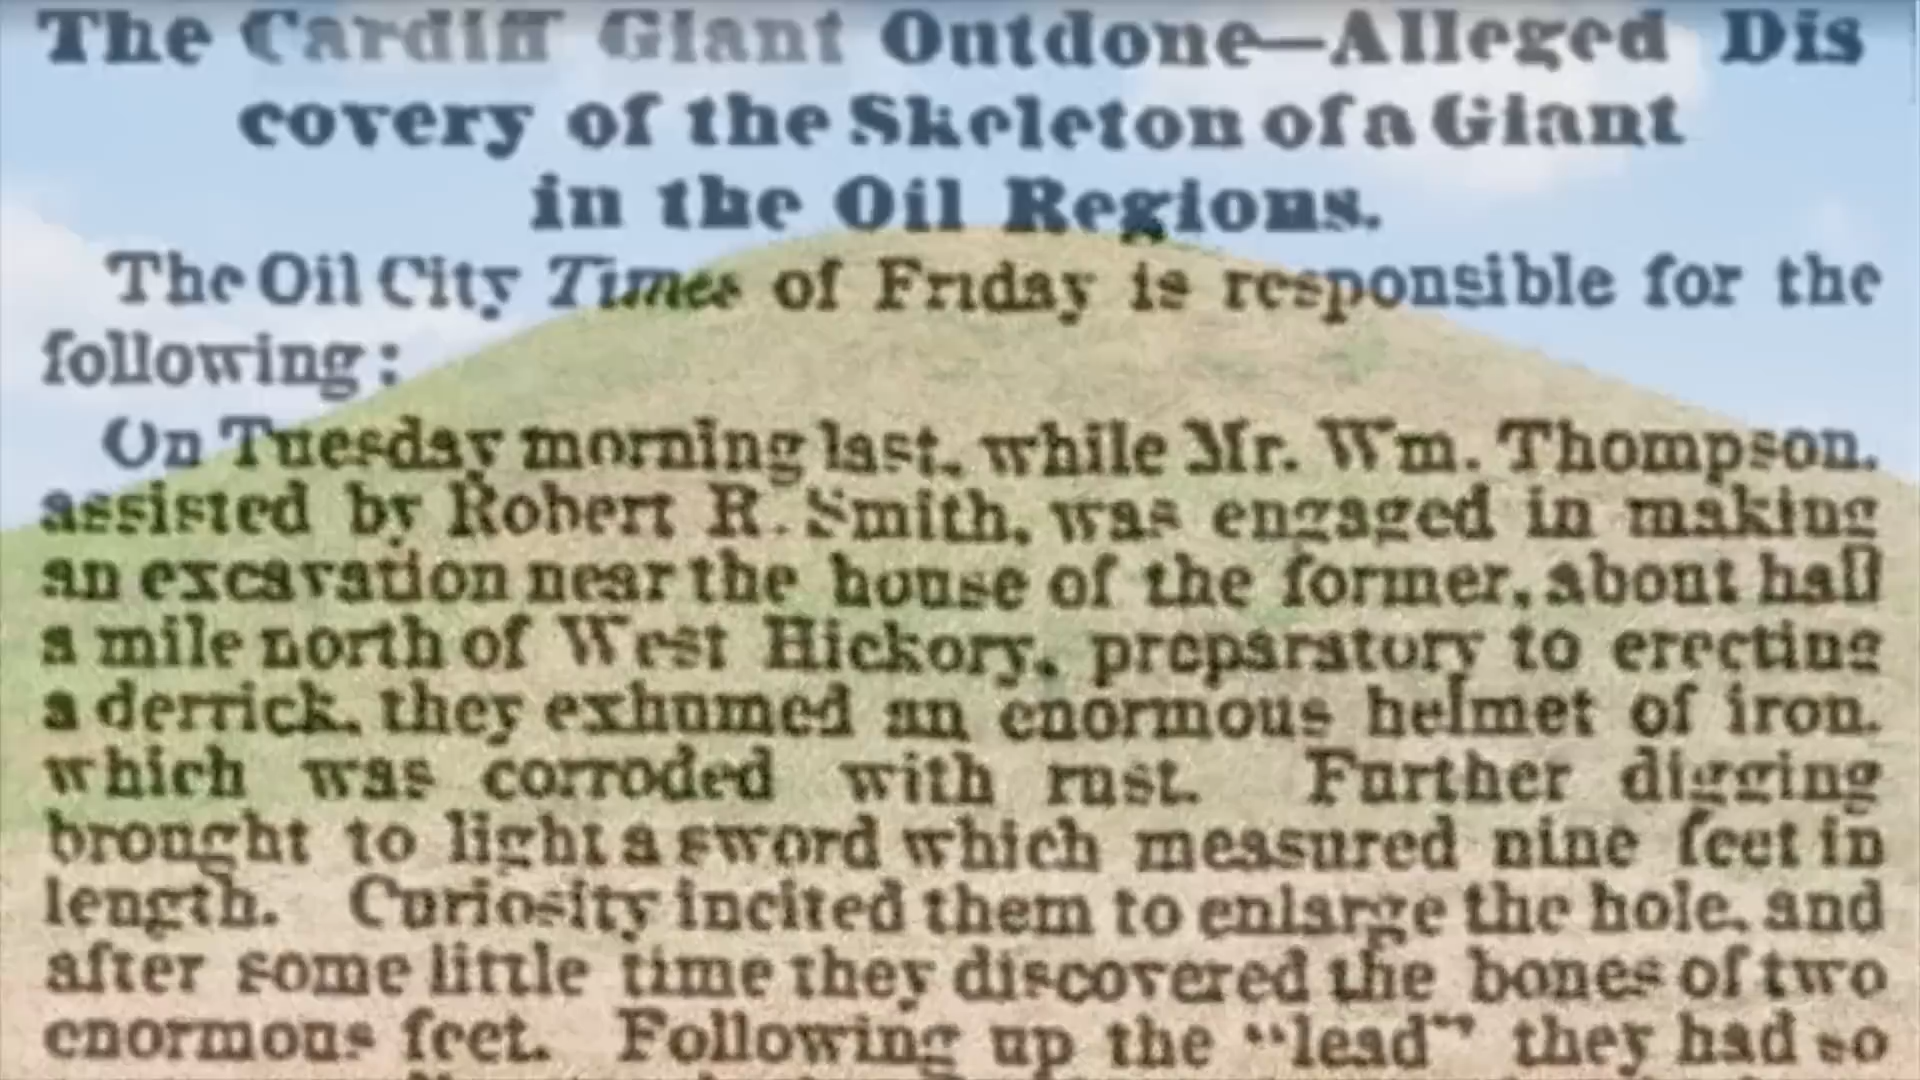 The Cardiff Giant Outdone—Alleged Dis
covery of the Skeleton of a Giant
in the Oil Regions.
The Oil City Times of Friday is responsible for the
following:
On Tuesday morning last, while Mr. Wm. Thompson,
assisted by Robert R. Smith, was engaged in making
an excavation near the house of the former, about half
a mile north of West Hickory, preparatory to erecting
a derrick, they exhumed an enormous helmet of iron,
which was corroded with rust. Further digging
brought to light a sword which measured nine feet in
length. Curiosity incited them to enlarge the hole, and
after some little time they discovered the bones of two
enormous feet. Following up the "lead" they had so